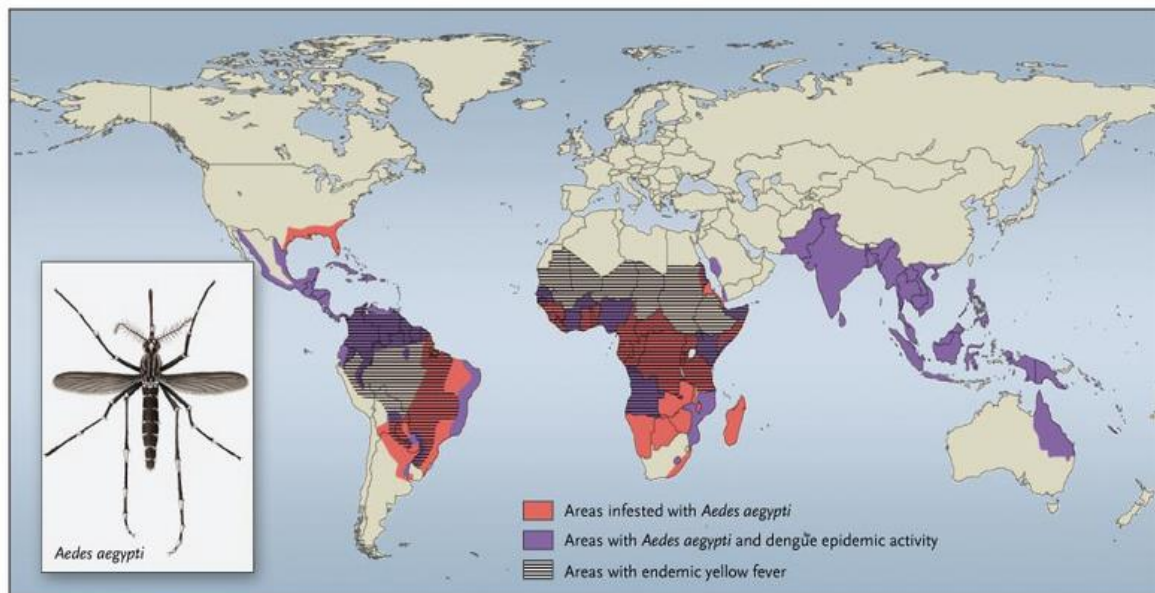 Aedes aegypti
Areas infested with Aedes aegypti
Areas with Aedes aegypti and dengue epidemic activity
Areas with endemic yellow fever